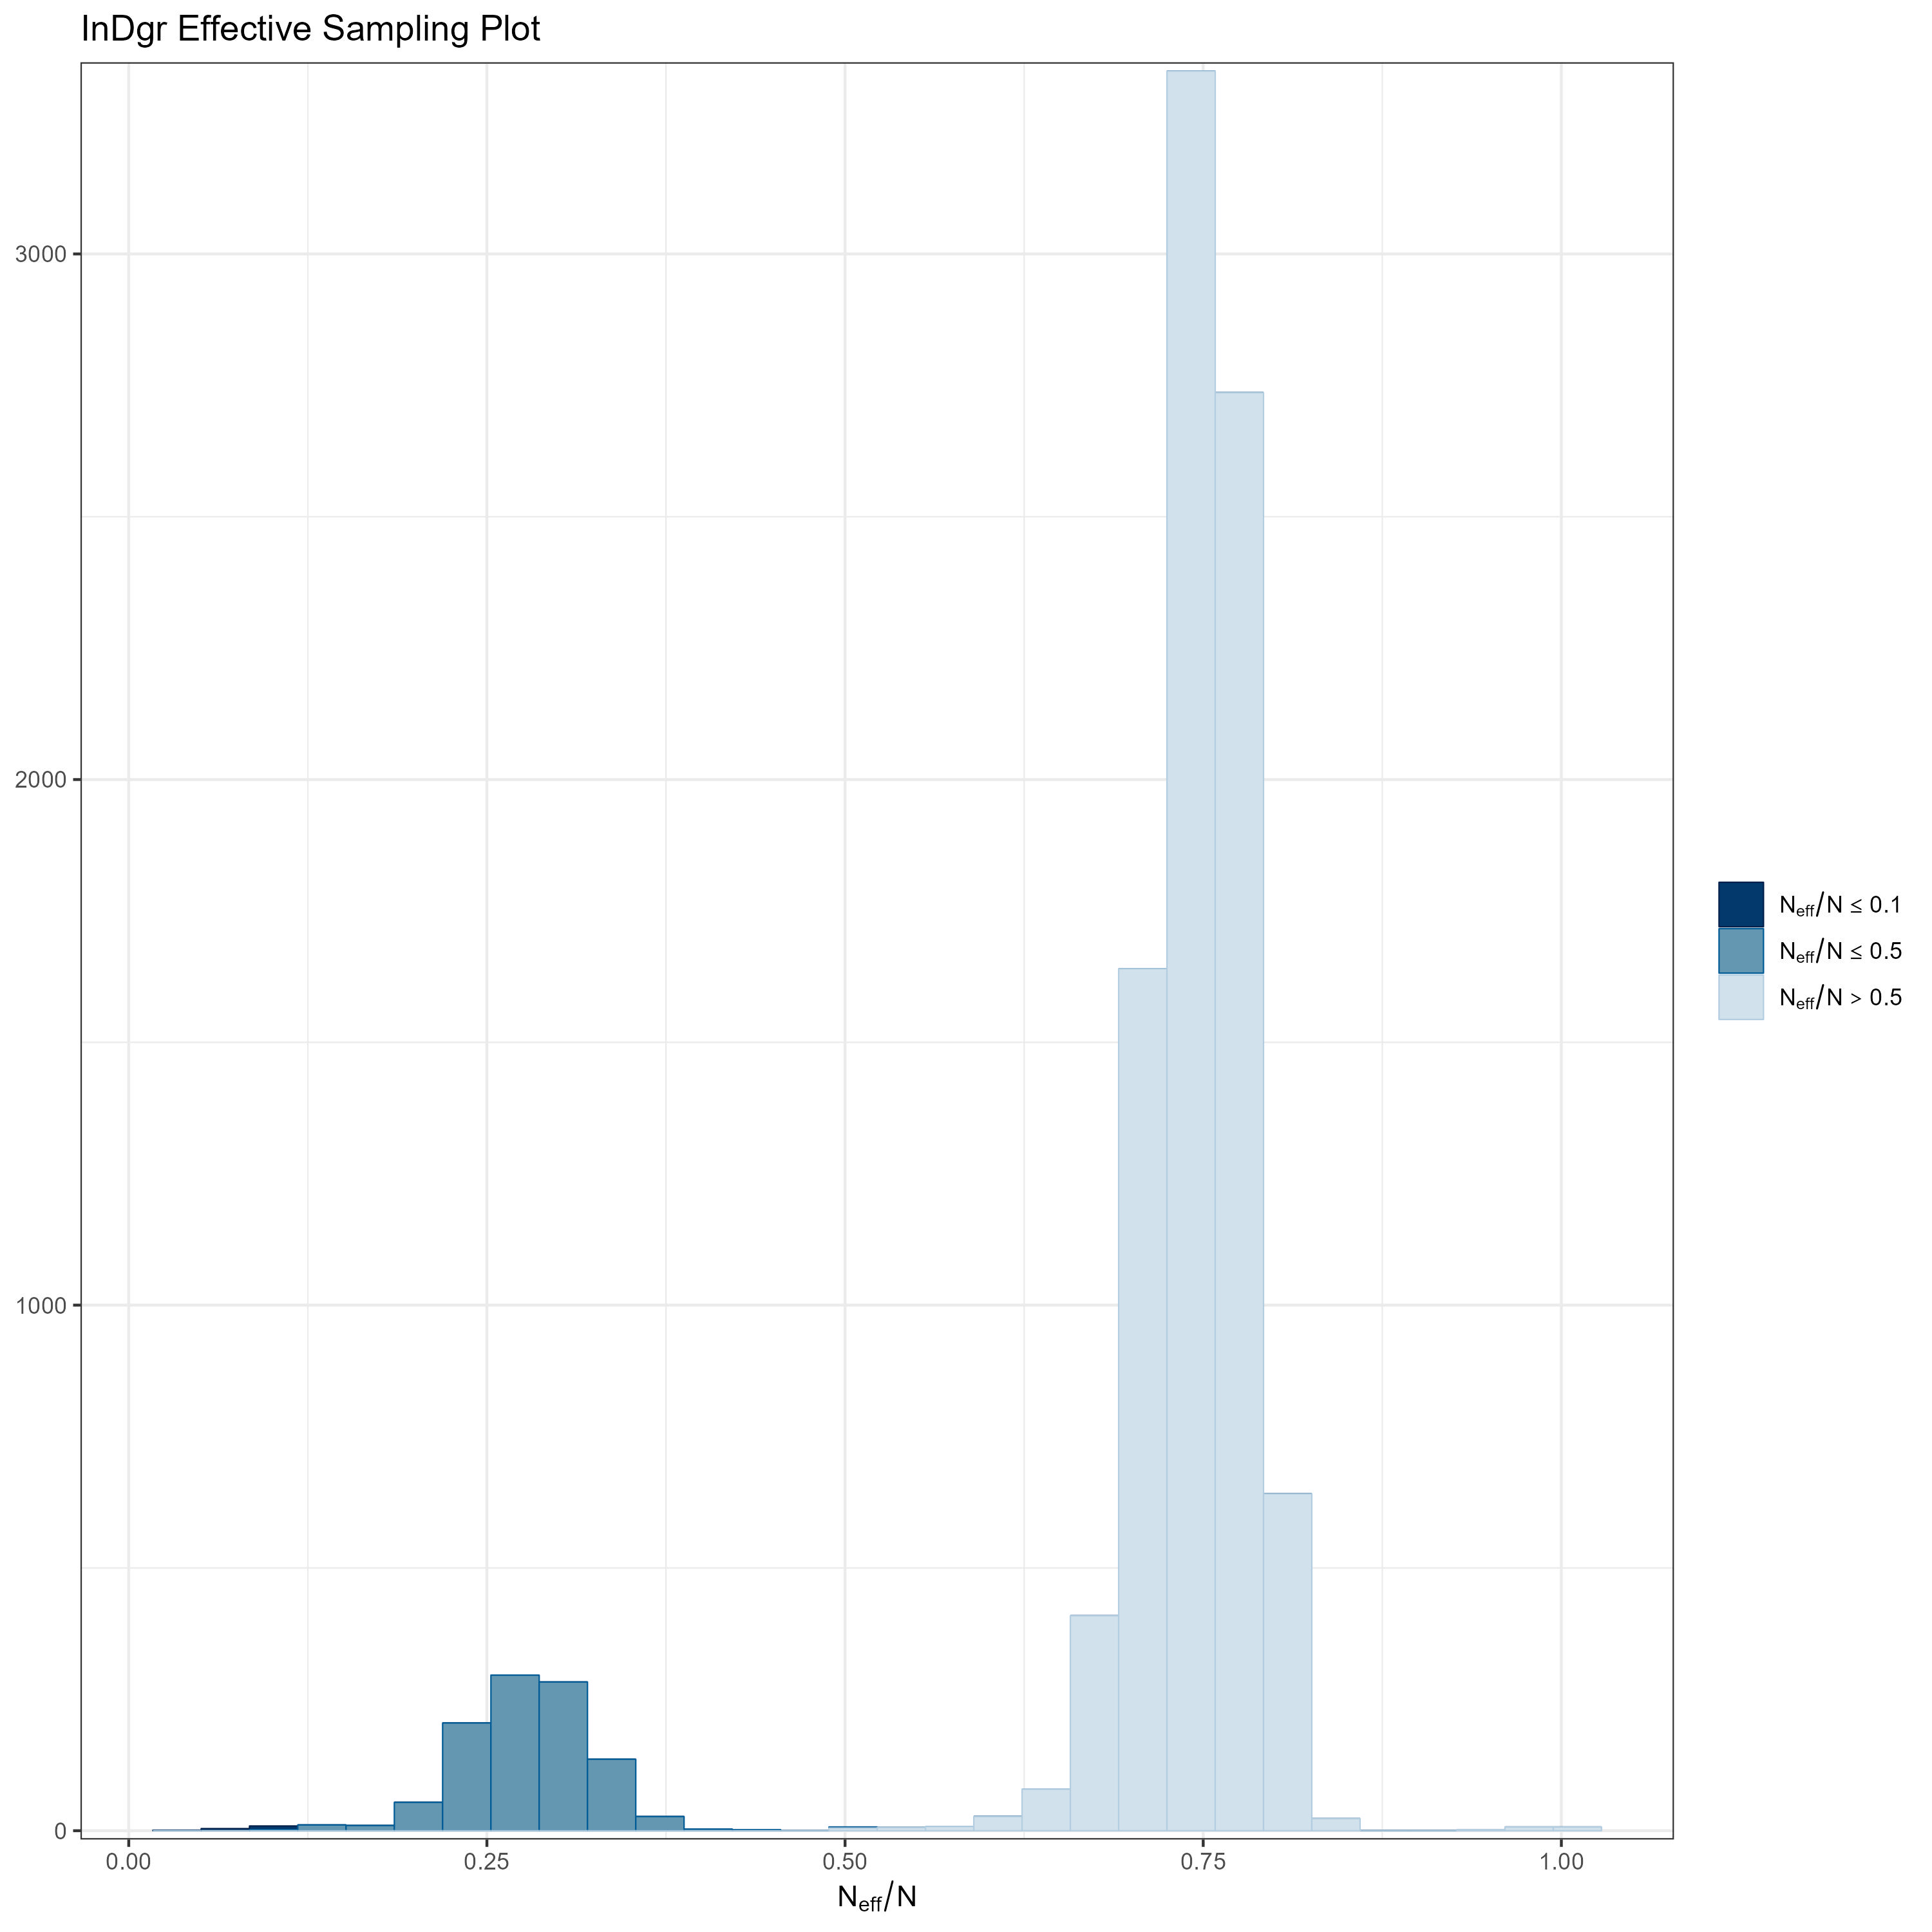 InDgr Effective Sampling Plot
3000
2000
1000
0
0.00 0.25 0.50 0.75 1.00
Neff/N
Neff/N ≤ 0.1
Neff/N ≤ 0.5
Neff/N > 0.5